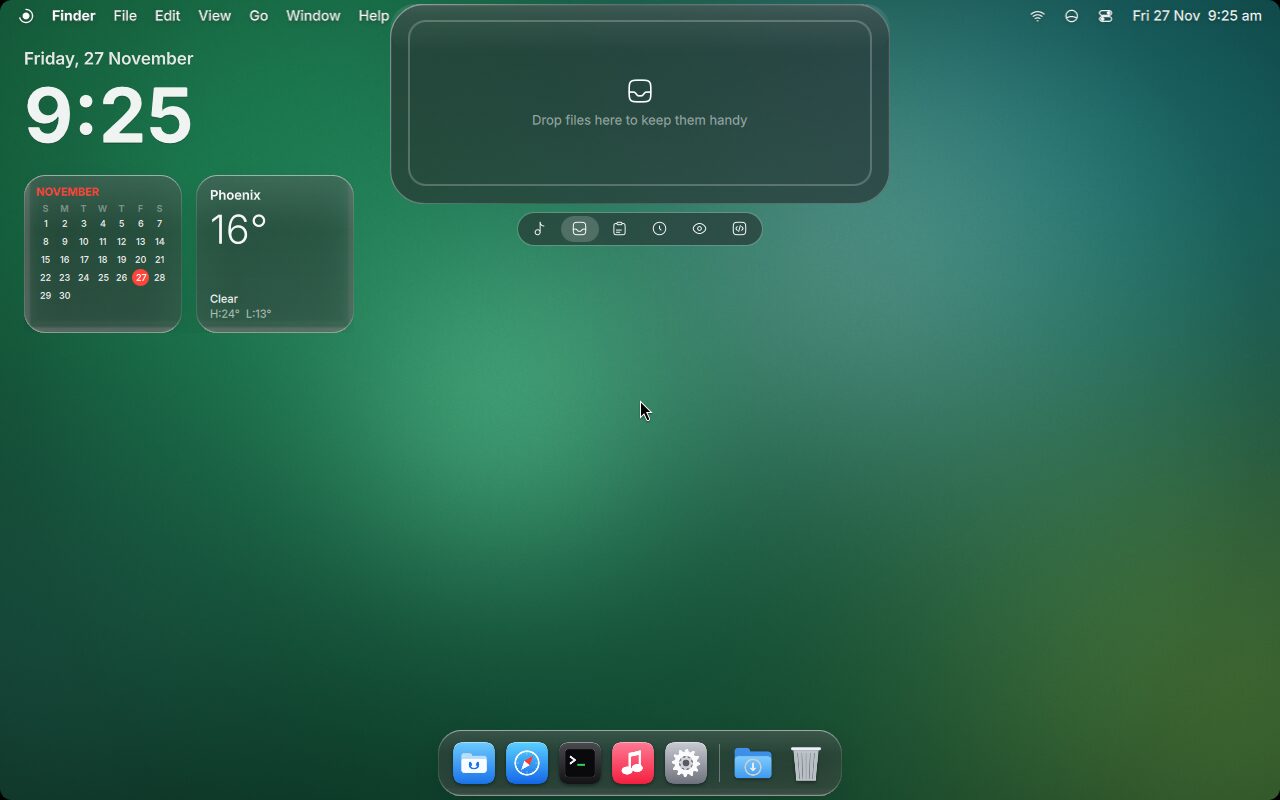 Finder File Edit View Go Window Help
Fri 27 Nov 9:25 am
Friday, 27 November
9:25
NOVEMBER
S M T W T F S
1 2 3 4 5 6 7
8 9 10 11 12 13 14
15 16 17 18 19 20 21
22 23 24 25 26 27 28
29 30
Phoenix
16°
Clear
H:24° L:13°
Drop files here to keep them handy